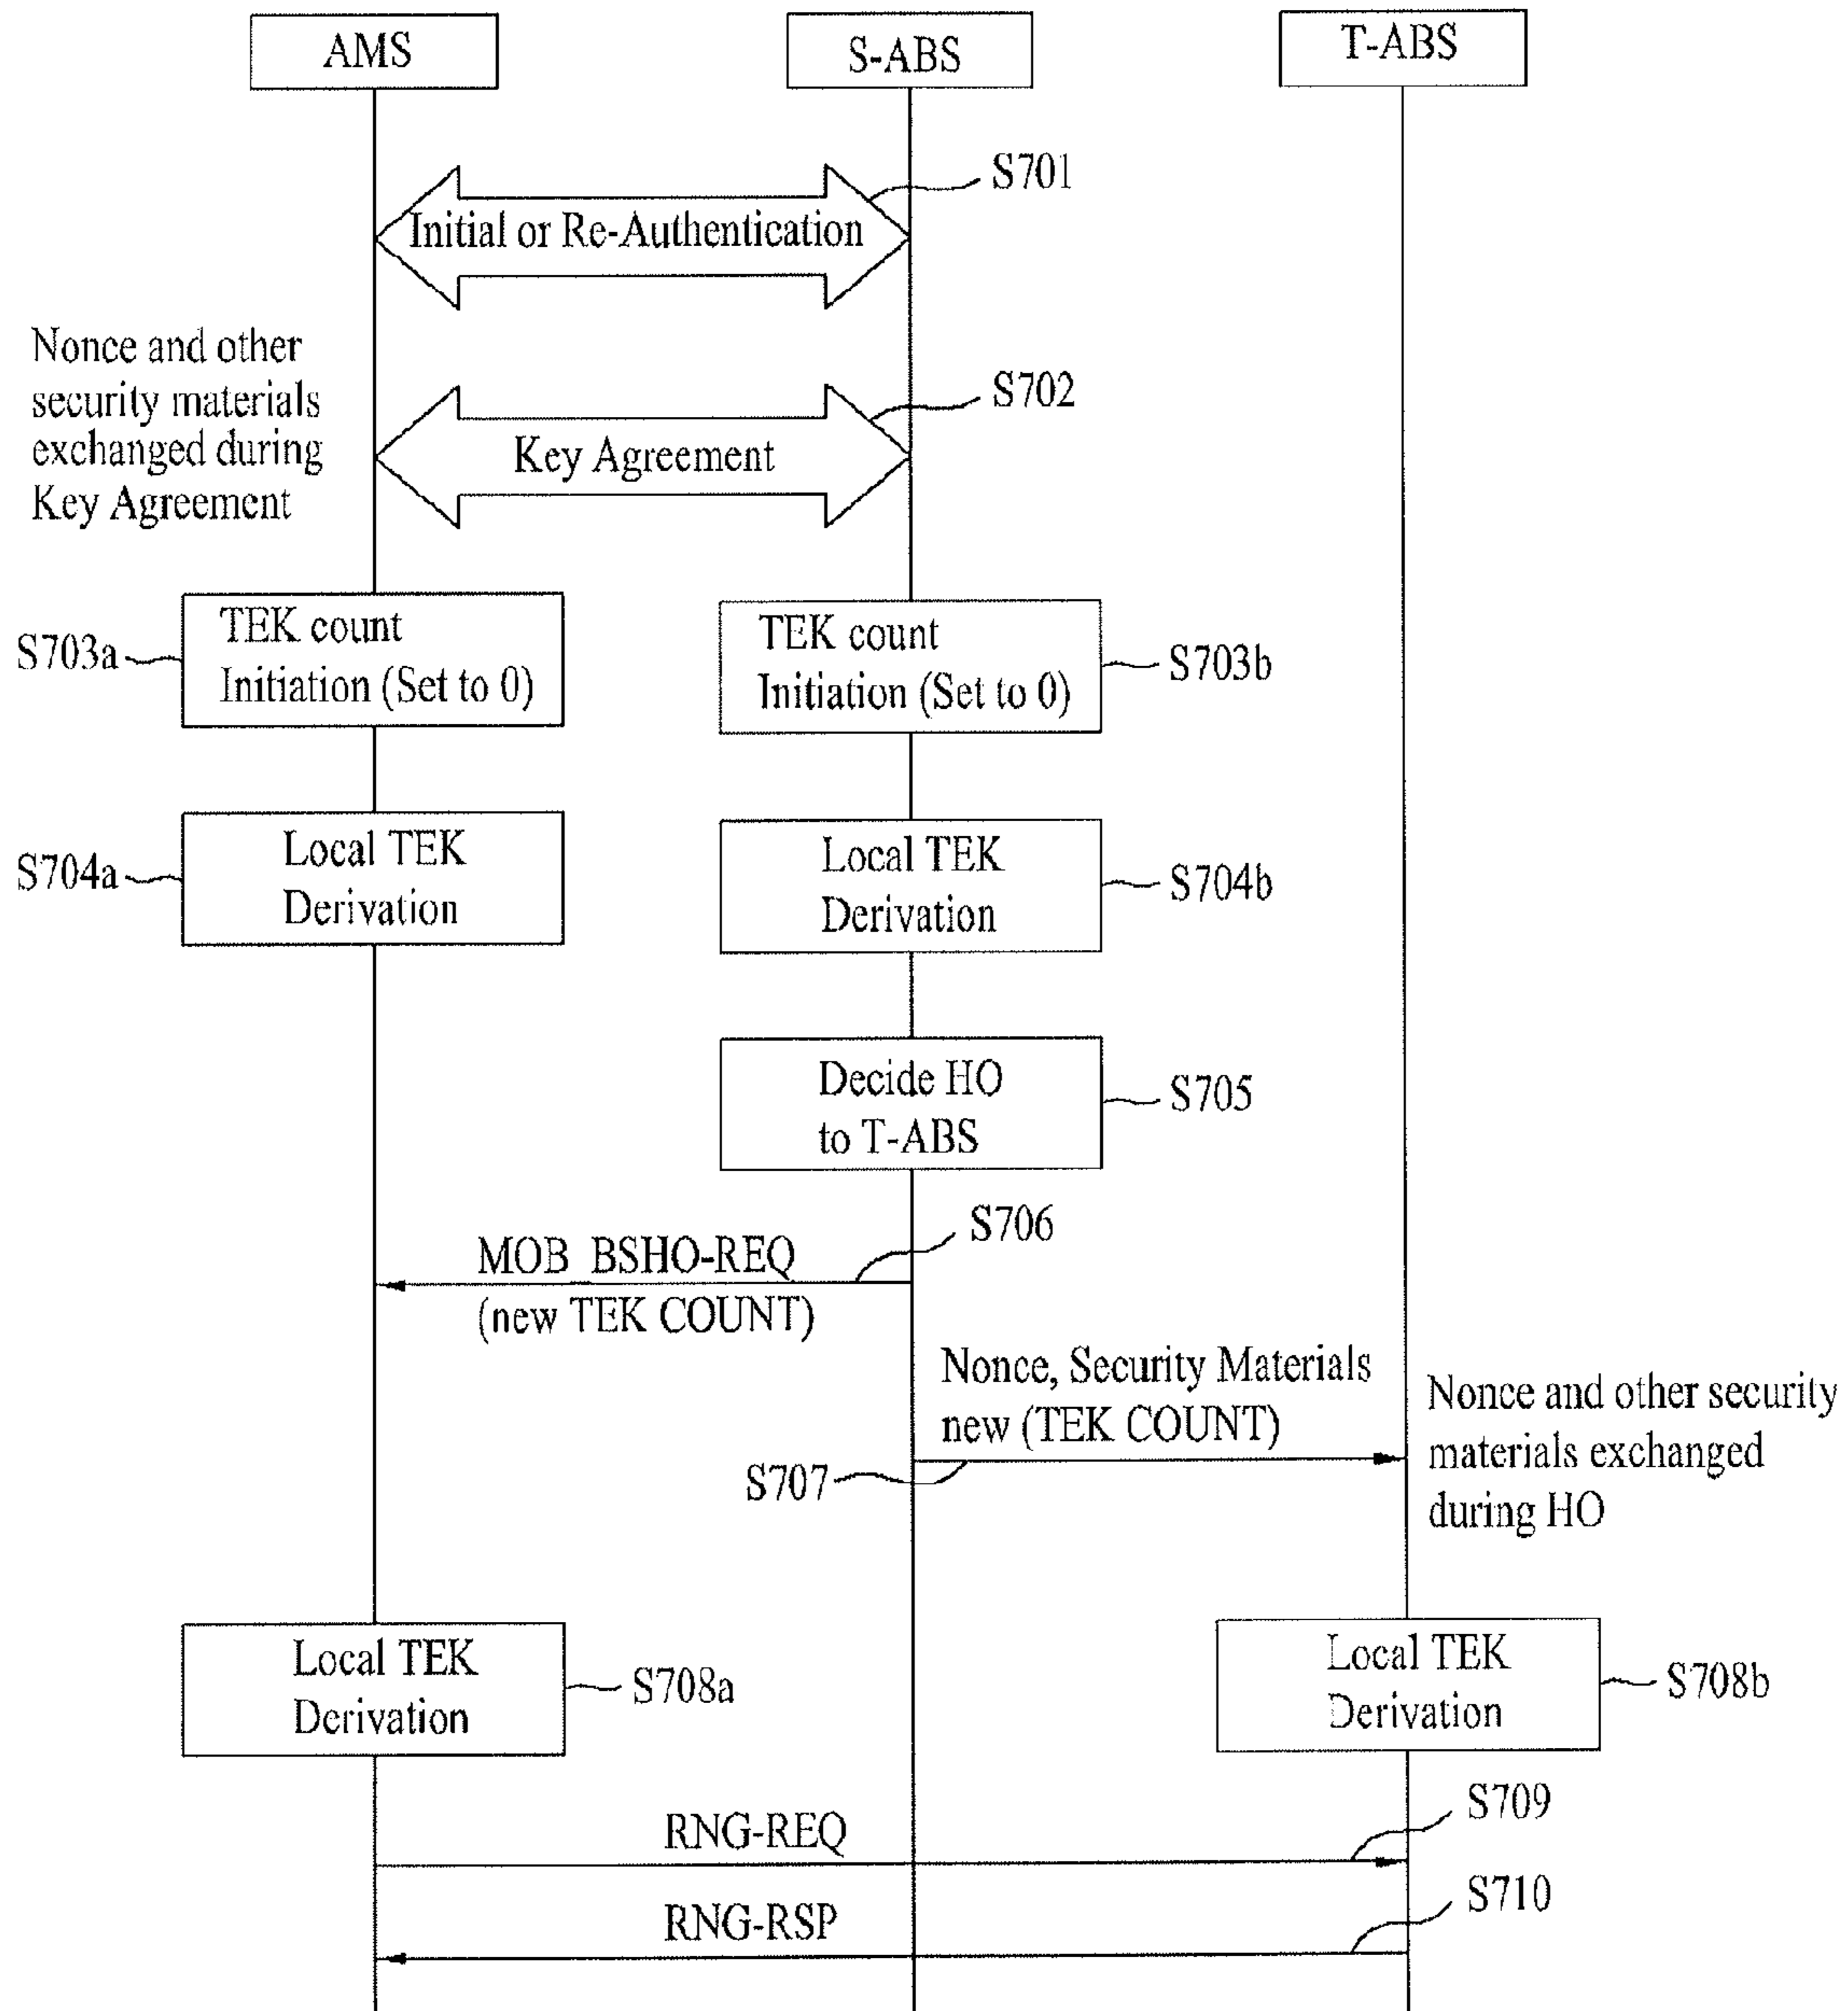 AMS
S-ABS
T-ABS
S701
Initial or Re-Authentication
Nonce and other
security materials
exchanged during
Key Agreement
S702
Key Agreement
S703a
TEK count
Initiation (Set to 0)
TEK count
Initiation (Set to 0)
S703b
S704a
Local TEK
Derivation
Local TEK
Derivation
S704b
Decide HO
to T-ABS
S705
S706
MOB BSHO-REQ
(new TEK COUNT)
Nonce, Security Materials
new (TEK COUNT)
S707
Nonce and other security
materials exchanged
during HO
Local TEK
Derivation
S708a
Local TEK
Derivation
S708b
S709
RNG-REQ
S710
RNG-RSP